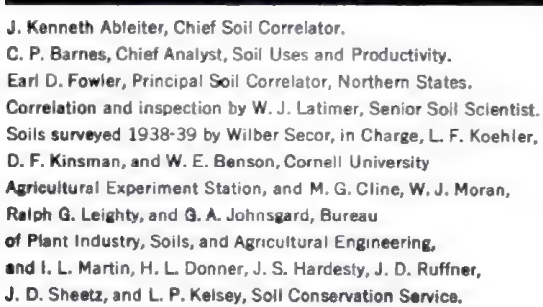 J. Kenneth Ableiter, Chief Soil Correlator.
C. P. Barnes, Chief Analyst, Soil Uses and Productivity.
Earl D. Fowler, Principal Soil Correlator, Northern States.
Correlation and inspection by W. J. Latimer, Senior Soil Scientist.
Soils surveyed 1938-39 by Wilber Secor, in Charge, L. F. Koehler,
D. F. Kinsman, and W. E. Benson, Cornell University
Agricultural Experiment Station, and M. G. Cline, W. J. Moran,
Ralph G. Leighty, and G. A. Johnsgard, Bureau
of Plant Industry, Soils, and Agricultural Engineering,
and I. L. Martin, H. L. Donner, J. S. Hardesty, J. D. Ruffner,
J. D. Sheetz, and L. P. Kelsey, Soil Conservation Service.